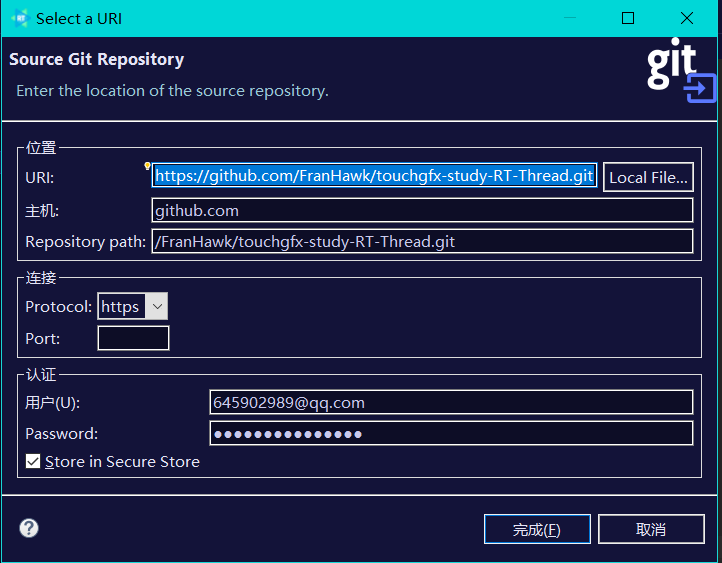 Select a URI
Source Git Repository
Enter the location of the source repository.
git
位置
URI: https://github.com/FranHawk/touchgfx-study-RT-Thread.git Local File...
主机: github.com
Repository path: /FranHawk/touchgfx-study-RT-Thread.git
连接
Protocol: https
Port:
认证
用户(U): 645902989@qq.com
Password: ●●●●●●●●●●●●●●●
Store in Secure Store
完成(F) 取消